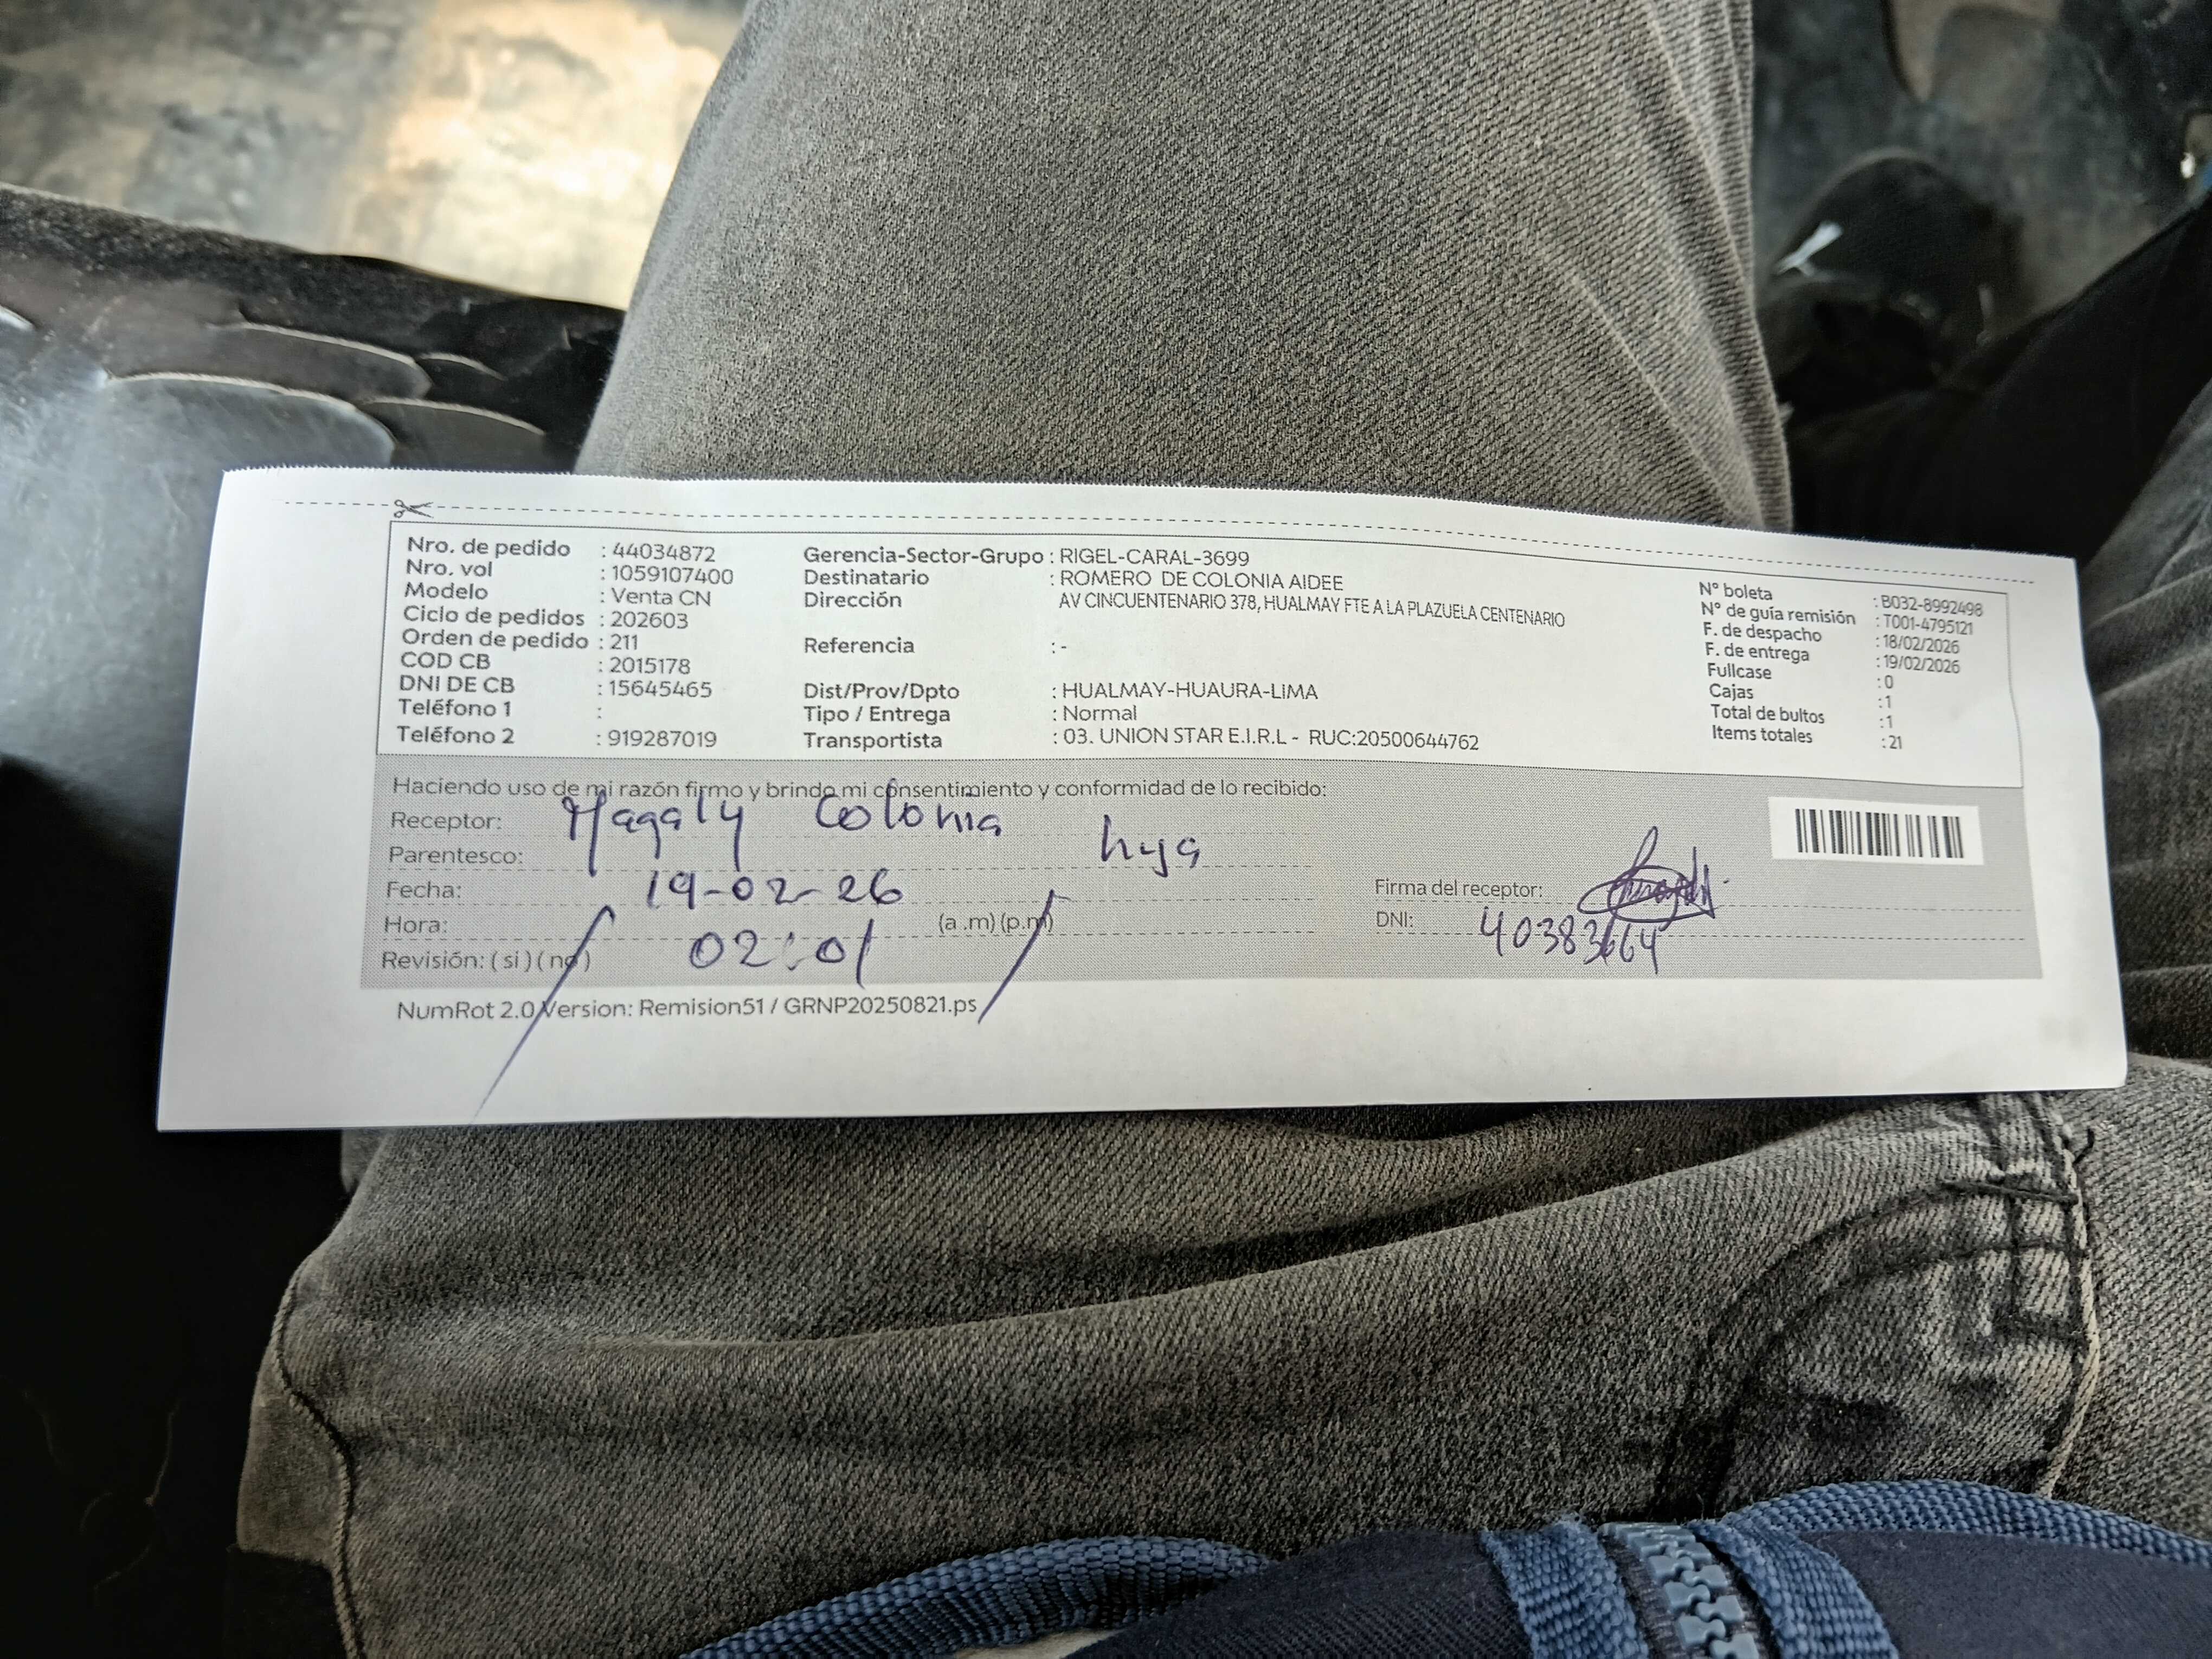 Nro. de pedido : 44034872
Nro. vol : 1059107400
Modelo : Venta CN
Ciclo de pedidos : 202603
Orden de pedido : 211
COD CB : 2015178
DNI DE CB : 15645465
Teléfono 1 :
Teléfono 2 : 919287019
Gerencia-Sector-Grupo : RIGEL-CARAL-3699
Destinatario : ROMERO DE COLONIA AIDEE
Dirección AV CINCUENTENARIO 378, HUALMAY FTE A LA PLAZUELA CENTENARIO
Referencia : -
Dist/Prov/Dpto : HUALMAY-HUAURA-LIMA
Tipo / Entrega : Normal
Transportista : 03. UNION STAR E.I.R.L - RUC:20500644762
N° boleta : B032-8992498
N° de guía remisión : T001-4795121
F. de despacho : 18/02/2026
F. de entrega : 19/02/2026
Fullcase : 0
Cajas : 1
Total de bultos : 1
Items totales : 21
Haciendo uso de mi razón firmo y brindo mi consentimiento y conformidad de lo recibido:
Receptor: Magaly Colonia
Parentesco: hya
Fecha: 19-02-26
Hora: 02:01 (a .m) (p.m)
Revisión: ( si ) ( no )
Firma del receptor:
DNI: 40383664
NumRot 2.0 Version: Remision51 / GRNP20250821.ps